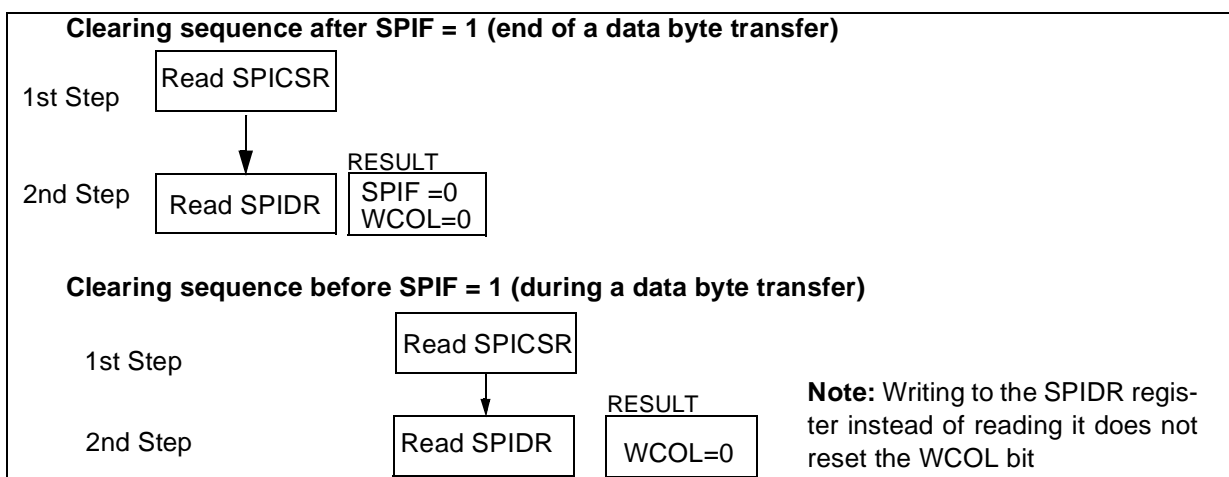 Clearing sequence after SPIF = 1 (end of a data byte transfer)
1st Step
Read SPICSR
2nd Step
Read SPIDR
RESULT
SPIF =0
WCOL=0
Clearing sequence before SPIF = 1 (during a data byte transfer)
1st Step
Read SPICSR
2nd Step
Read SPIDR
RESULT
WCOL=0
Note: Writing to the SPIDR regis-
ter instead of reading it does not
reset the WCOL bit